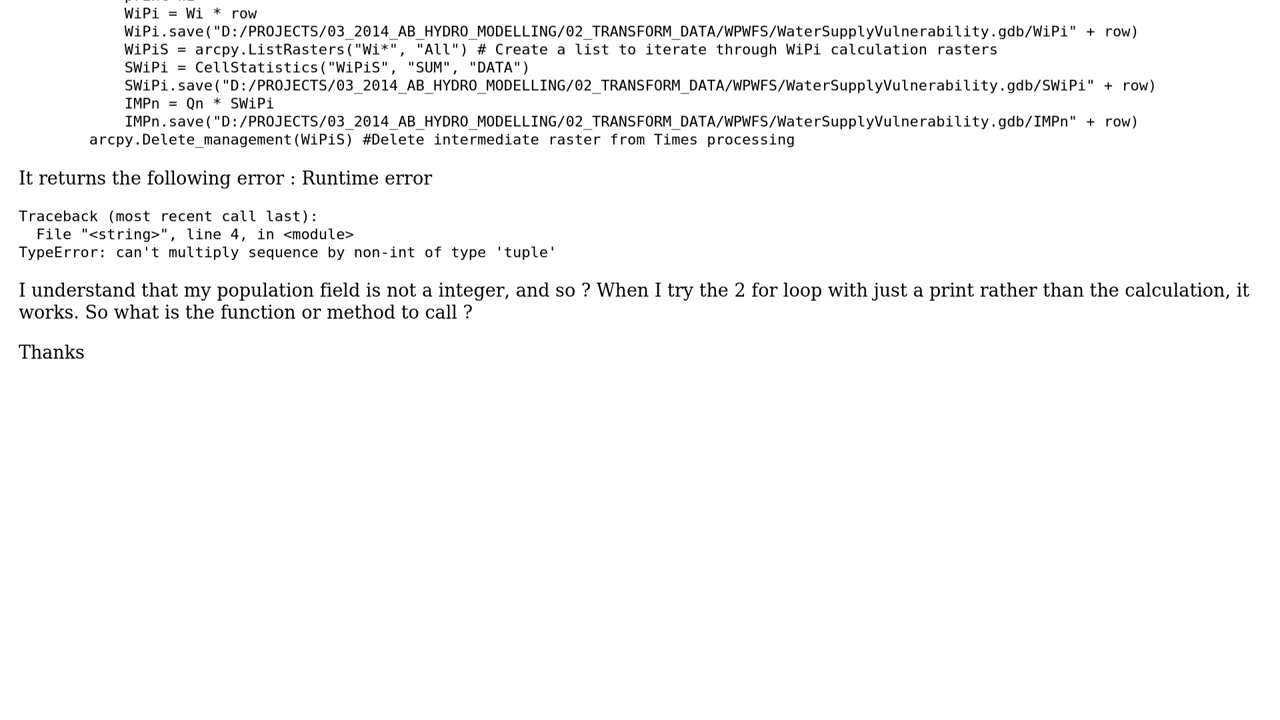 WiPi = Wi * row
WiPi.save("D:/PROJECTS/03_2014_AB_HYDRO_MODELLING/02_TRANSFORM_DATA/WPWFS/WaterSupplyVulnerability.gdb/WiPi" + row)
WiPiS = arcpy.ListRasters("Wi*", "All") # Create a list to iterate through WiPi calculation rasters
SWiPi = CellStatistics("WiPiS", "SUM", "DATA")
SWiPi.save("D:/PROJECTS/03_2014_AB_HYDRO_MODELLING/02_TRANSFORM_DATA/WPWFS/WaterSupplyVulnerability.gdb/SWiPi" + row)
IMPn = Qn * SWiPi
IMPn.save("D:/PROJECTS/03_2014_AB_HYDRO_MODELLING/02_TRANSFORM_DATA/WPWFS/WaterSupplyVulnerability.gdb/IMPn" + row)
arcpy.Delete_management(WiPiS) #Delete intermediate raster from Times processing
It returns the following error : Runtime error
Traceback (most recent call last):
File "<string>", line 4, in <module>
TypeError: can't multiply sequence by non-int of type 'tuple'
I understand that my population field is not a integer, and so ? When I try the 2 for loop with just a print rather than the calculation, it
works. So what is the function or method to call ?
Thanks